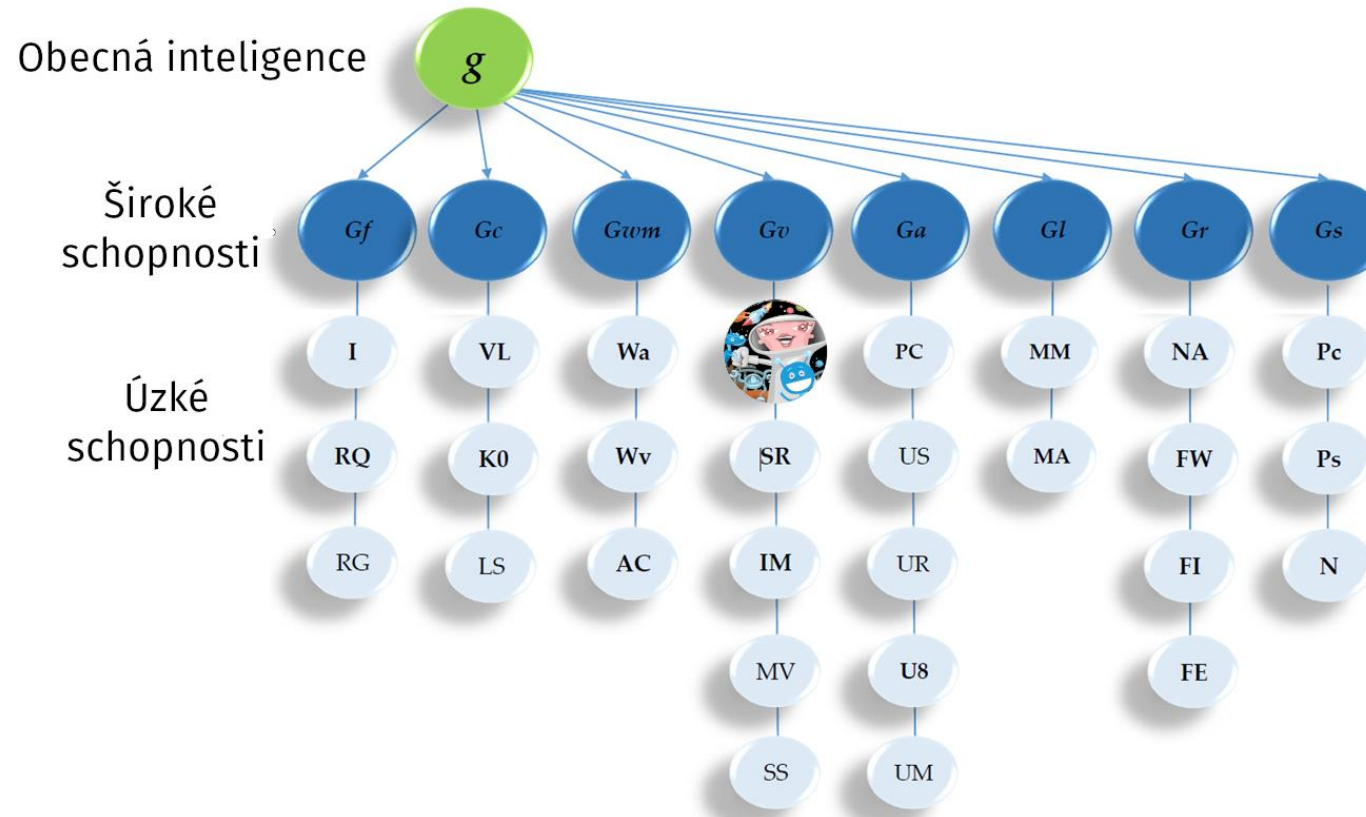 Obecná inteligence
g
Široké
schopnosti
Gf Gc Gwm Gv Ga Gl Gr Gs
Úzké
schopnosti
I VL Wa PC MM NA Pc
RQ K0 Wv SR US MA FW Ps
RG LS AC IM UR FI N
MV U8 FE
SS UM